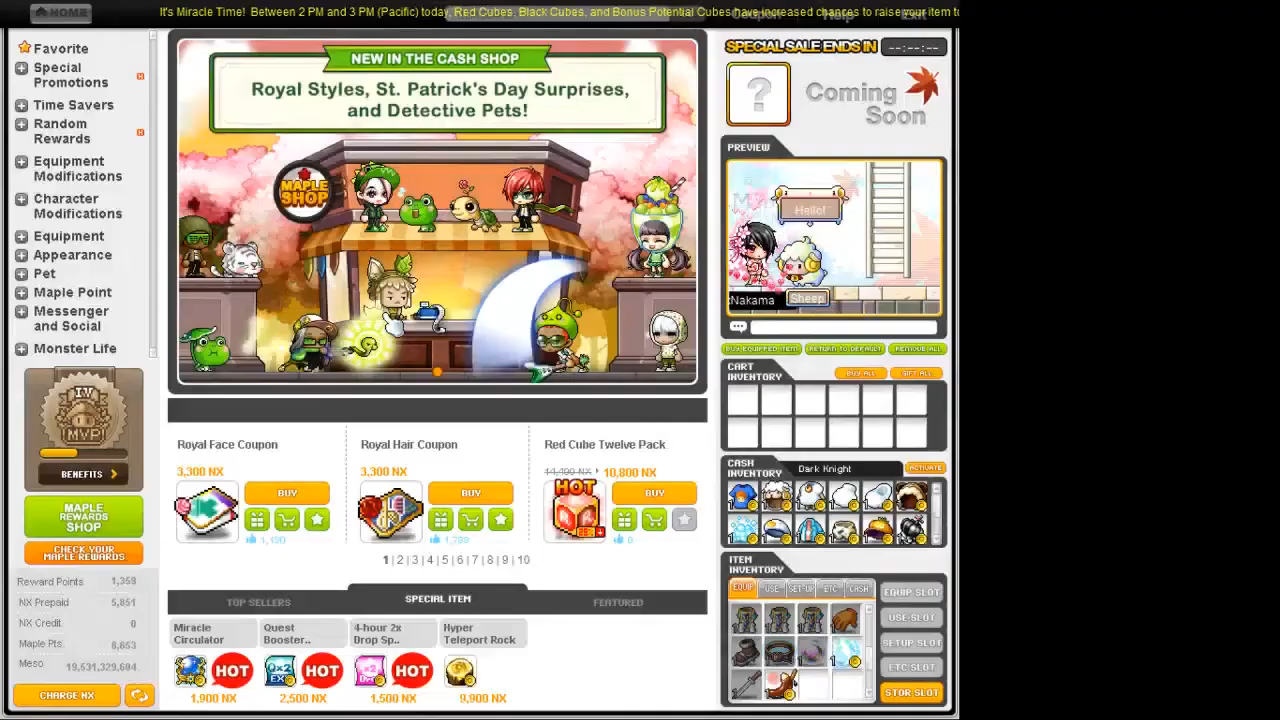 HOME
It's Miracle Time! Between 2 PM and 3 PM (Pacific) today, Red Cubes, Black Cubes, and Bonus Potential Cubes have increased chances to raise your item to
Favorite
Special
Promotions
Time Savers
Random
Rewards
Equipment
Modifications
Character
Modifications
Equipment
Appearance
Pet
Maple Point
Messenger
and Social
Monster Life
IV
MVP!
BENEFITS
MAPLE
REWARDS
SHOP
CHECK YOUR
MAPLE REWARDS
Reward Points 1,359
NX Prepaid 5,851
NX Credit 0
Maple Pts. 8,853
Meso 19,531,329,604
CHARGE NX
NEW IN THE CASH SHOP
Royal Styles, St. Patrick's Day Surprises,
and Detective Pets!
MAPLE
SHOP
Royal Face Coupon
3,300 NX
BUY
Royal Hair Coupon
3,300 NX
BUY
Red Cube Twelve Pack
14,400 NX 10,800 NX
HOT
BUY
0
1 | 2 | 3 | 4 | 5 | 6 | 7 | 8 | 9 | 10
TOP SELLERS
SPECIAL ITEM
FEATURED
Miracle
Circulator
HOT
1,900 NX
Quest
Booster..
HOT
2,500 NX
4-hour 2x
Drop Sp..
HOT
1,500 NX
Hyper
Teleport Rock
9,900 NX
SPECIAL SALE ENDS IN --:--:--
?
Coming
Soon
PREVIEW
Hello!
Nakama
Sheep
BUY EQUIPPED ITEM
RETURN TO DEFAULT
REMOVE ALL
CART
INVENTORY
BUY ALL
GIFT ALL
CASH
INVENTORY
Dark Knight
ACTIVATE
ITEM
INVENTORY
EQUIP
USE
SET-UP
ETC
CASH
EQUIP SLOT
USE SLOT
SETUP SLOT
ETC SLOT
STOR SLOT